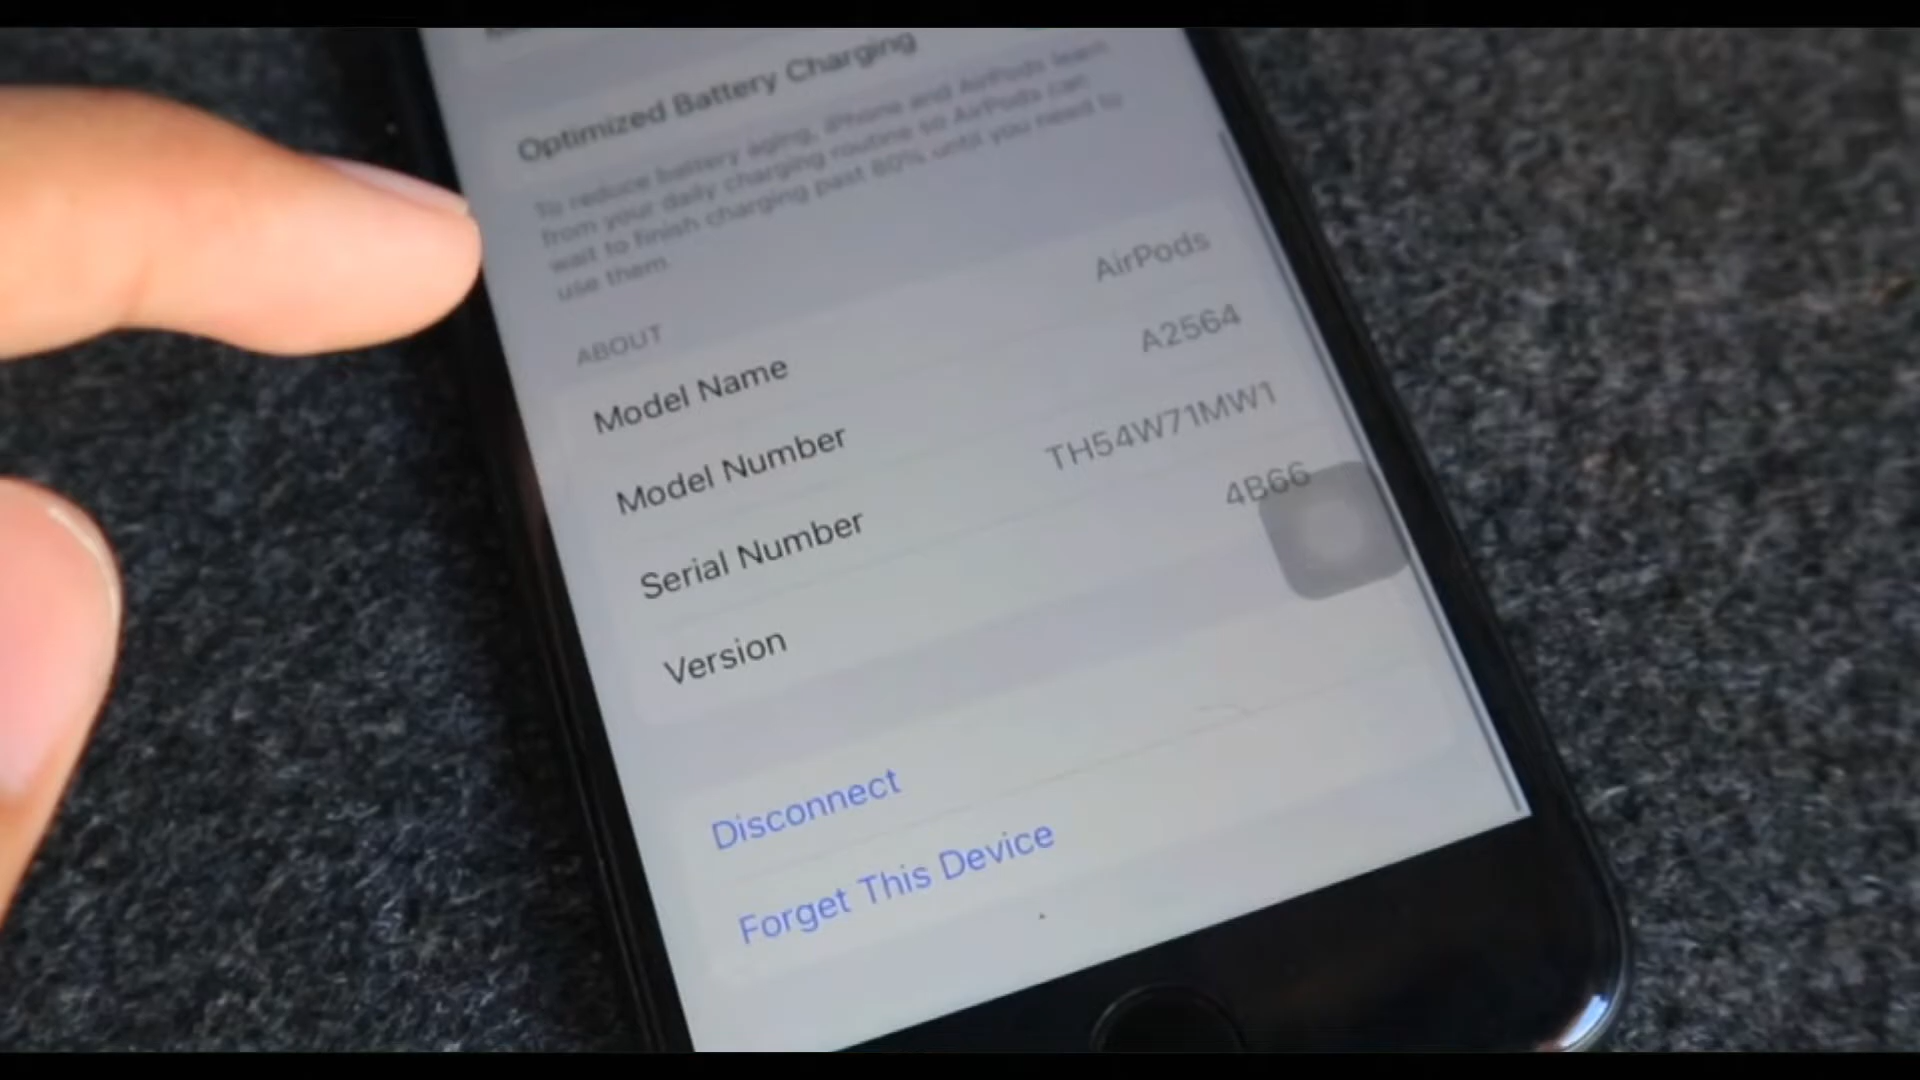 Optimized Battery Charging
To reduce battery aging, iPhone and AirPods learn
from your daily charging routine so AirPods can
wait to finish charging past 80% until you need to
use them.
ABOUT
Model Name AirPods
Model Number A2564
Serial Number TH54W71MW1
Version 4B66
Disconnect
Forget This Device